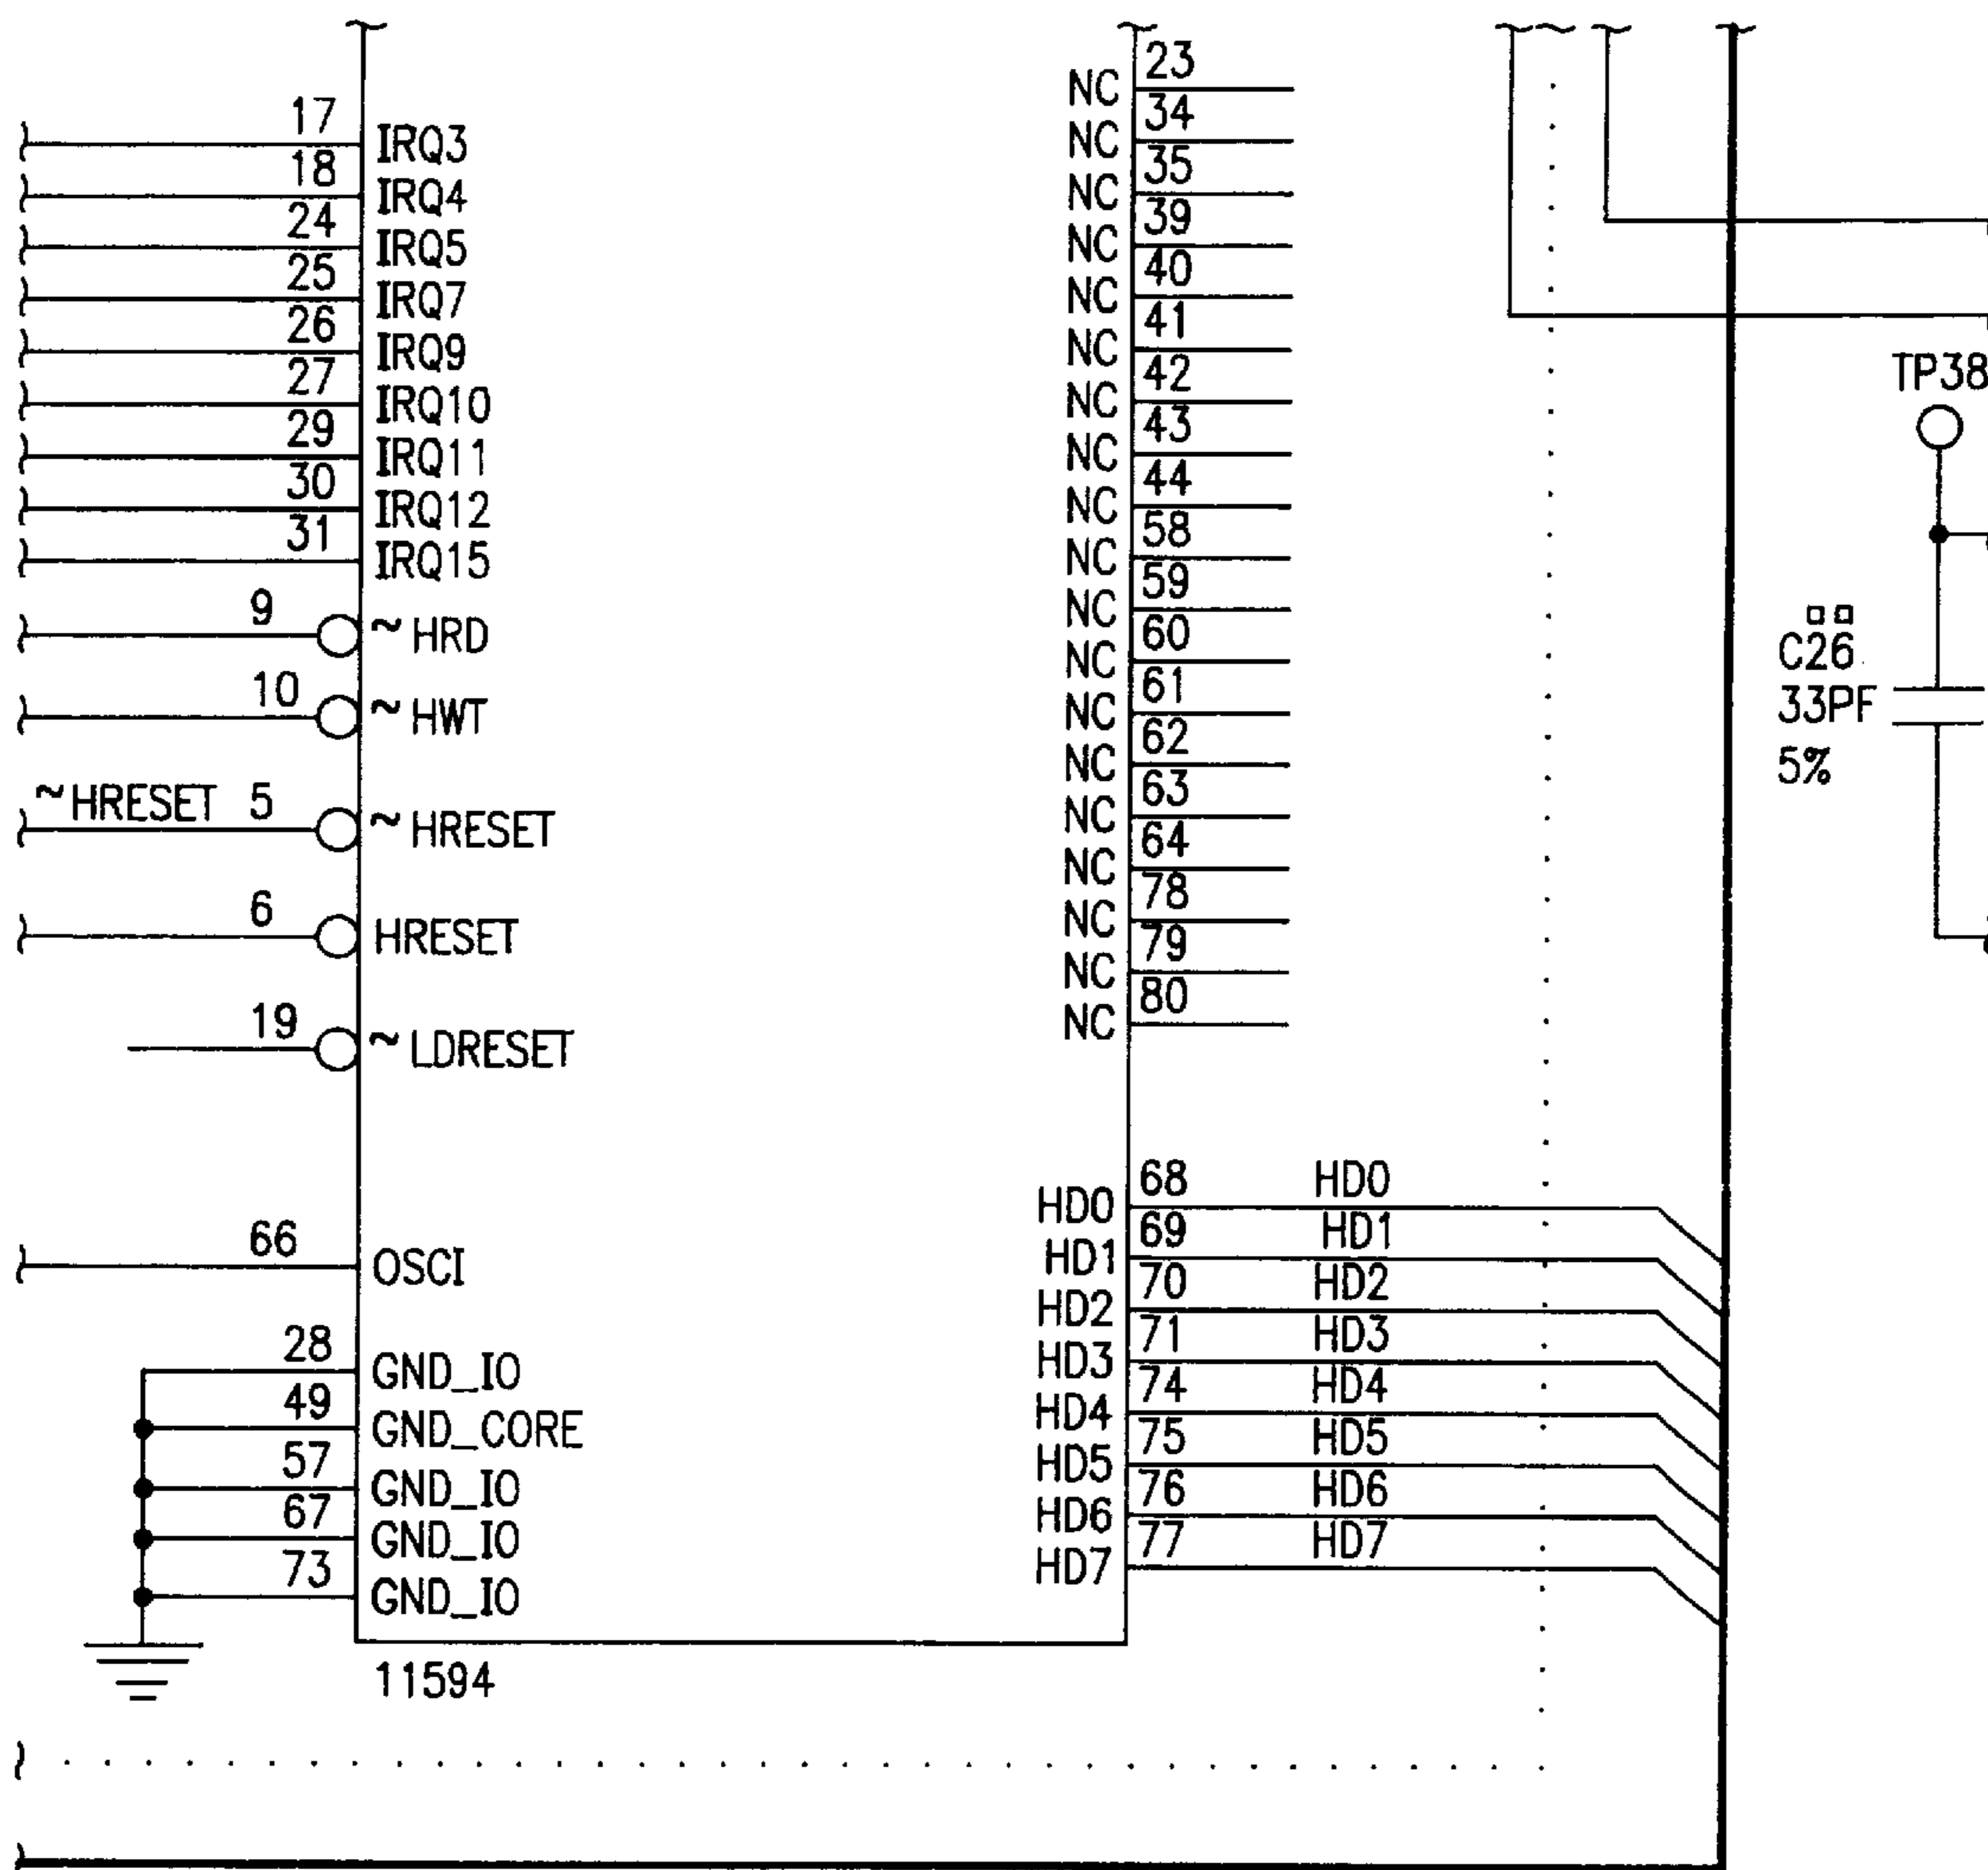 17
IRQ3
18
IRQ4
24
IRQ5
25
IRQ7
26
IRQ9
27
IRQ10
29
IRQ11
30
IRQ12
31
IRQ15
9
~HRD
10
~HWT
~HRESET 5
~HRESET
6
HRESET
19
~LDRESET
66
OSCI
28
GND_IO
49
GND_CORE
57
GND_IO
67
GND_IO
73
GND_IO
11594
23
NC
34
NC
35
NC
39
NC
40
NC
41
NC
42
NC
43
NC
44
NC
58
NC
59
NC
60
NC
61
NC
62
NC
63
NC
64
NC
78
NC
79
NC
80
NC
68 HD0
HD0
69 HD1
HD1
70 HD2
HD2
71 HD3
HD3
74 HD4
HD4
75 HD5
HD5
76 HD6
HD6
77 HD7
HD7
TP38
C26
33PF
5%